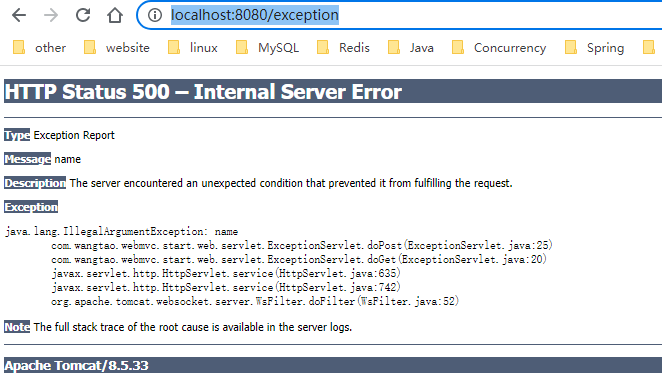 localhost:8080/exception
other website linux MySQL Redis Java Concurrency Spring
HTTP Status 500 – Internal Server Error
Type Exception Report
Message name
Description The server encountered an unexpected condition that prevented it from fulfilling the request.
Exception
java.lang.IllegalArgumentException: name
com.wangtao.webmvc.start.web.servlet.ExceptionServlet.doPost(ExceptionServlet.java:25)
com.wangtao.webmvc.start.web.servlet.ExceptionServlet.doGet(ExceptionServlet.java:20)
javax.servlet.http.HttpServlet.service(HttpServlet.java:635)
javax.servlet.http.HttpServlet.service(HttpServlet.java:742)
org.apache.tomcat.websocket.server.WsFilter.doFilter(WsFilter.java:52)
Note The full stack trace of the root cause is available in the server logs.
Apache Tomcat/8.5.33